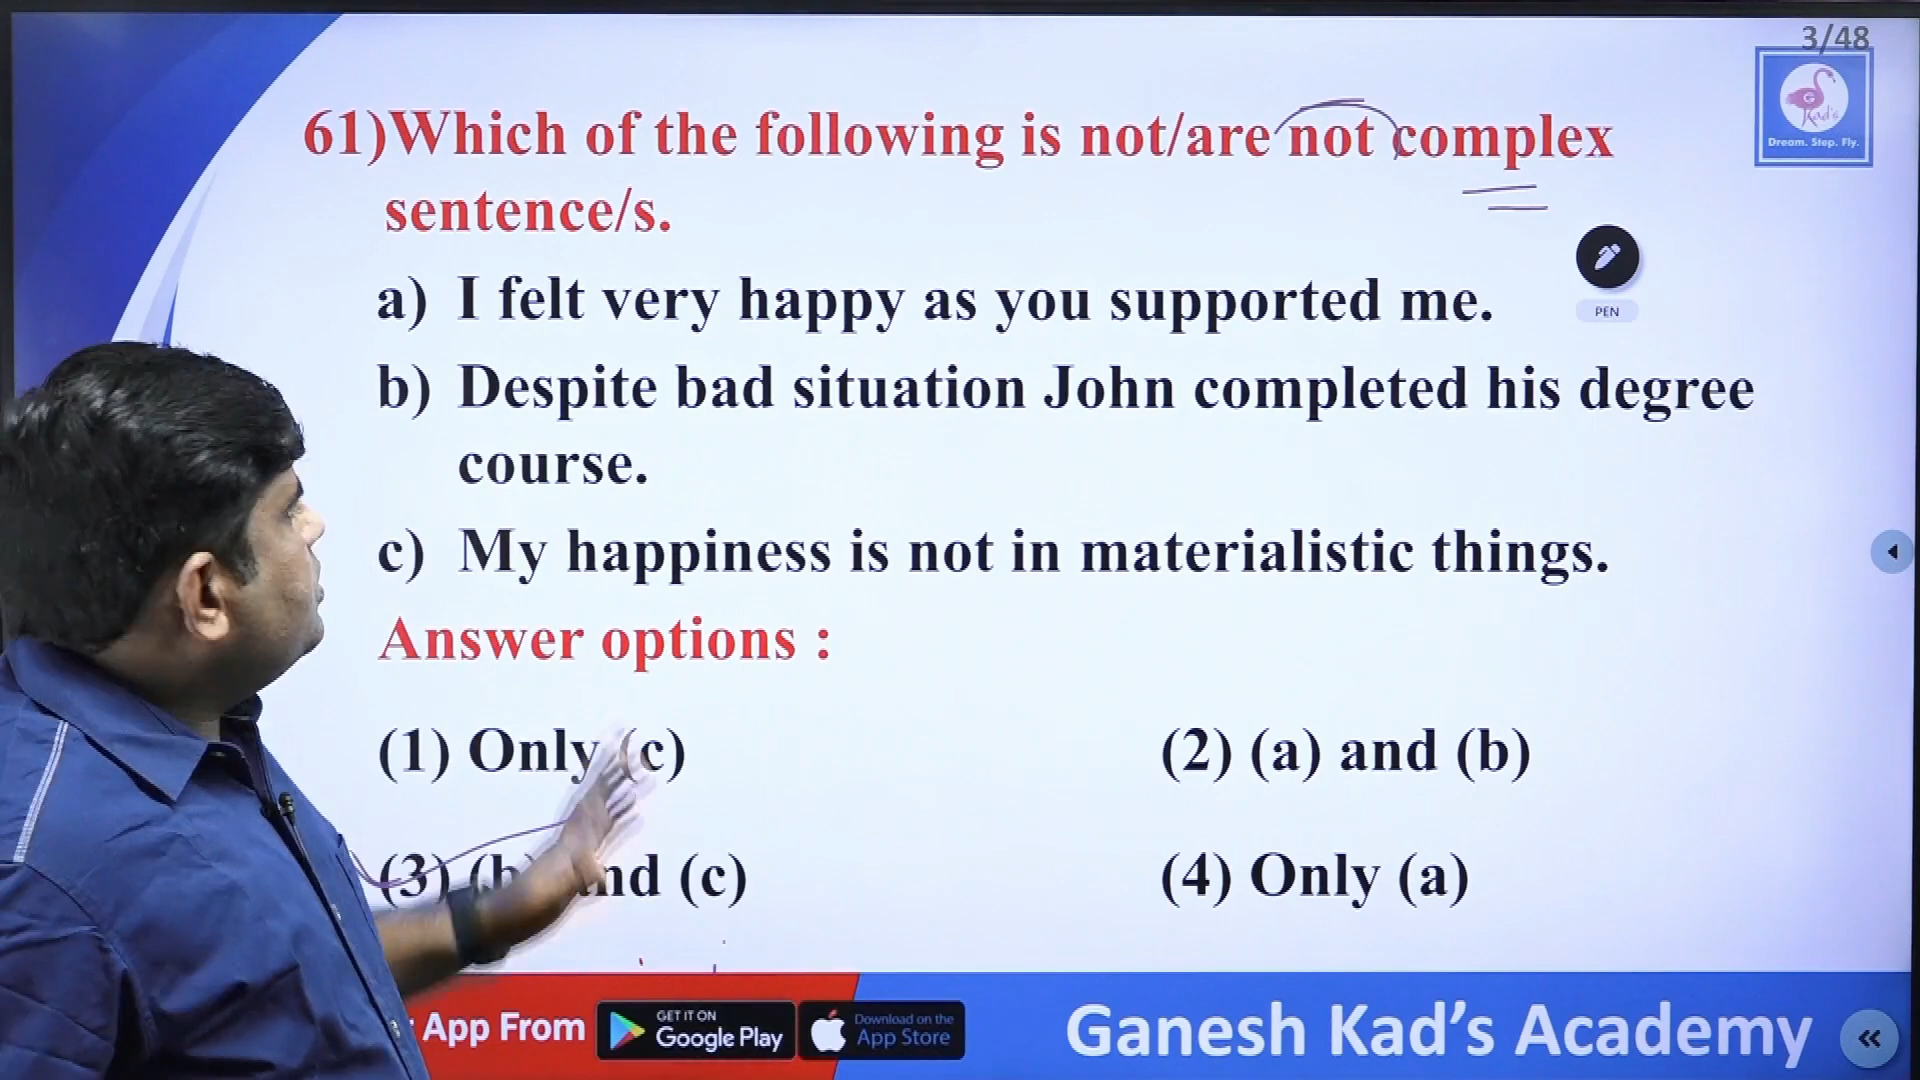 3/48
G
Kad's
Dream. Step. Fly.
61)Which of the following is not/are not complex
sentence/s.
PEN
a) I felt very happy as you supported me.
b) Despite bad situation John completed his degree
course.
c) My happiness is not in materialistic things.
Answer options :
(1) Only (c)
(2) (a) and (b)
(3) (b) and (c)
(4) Only (a)
App From
GET IT ON
Google Play
Download on the
App Store
Ganesh Kad's Academy